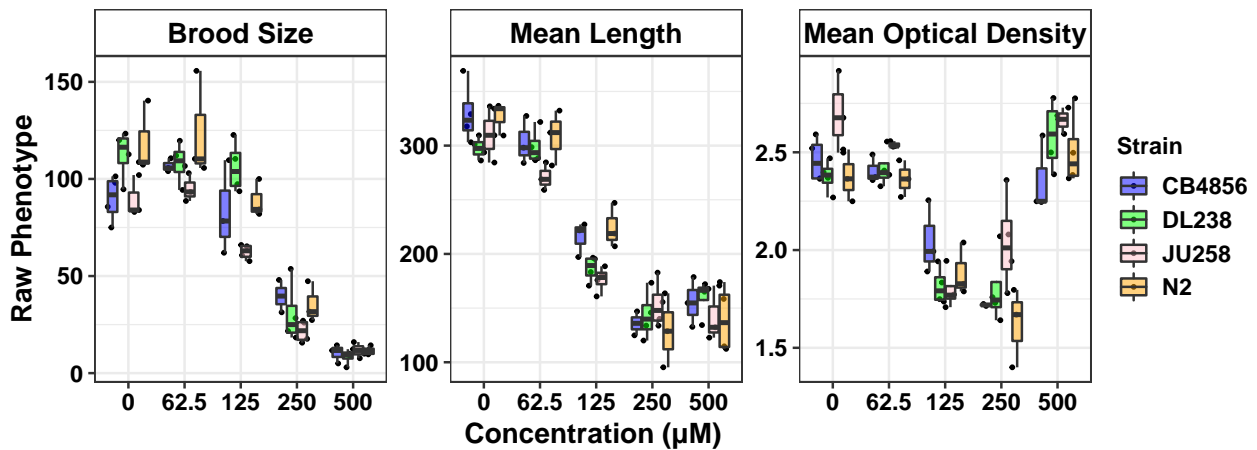 Brood Size
Mean Length
Mean Optical Density
Raw Phenotype
150
100
50
0
300
200
100
2.5
2.0
1.5
0 62.5 125 250 500
0 62.5 125 250 500
0 62.5 125 250 500
Concentration (µM)
Strain
CB4856
DL238
JU258
N2